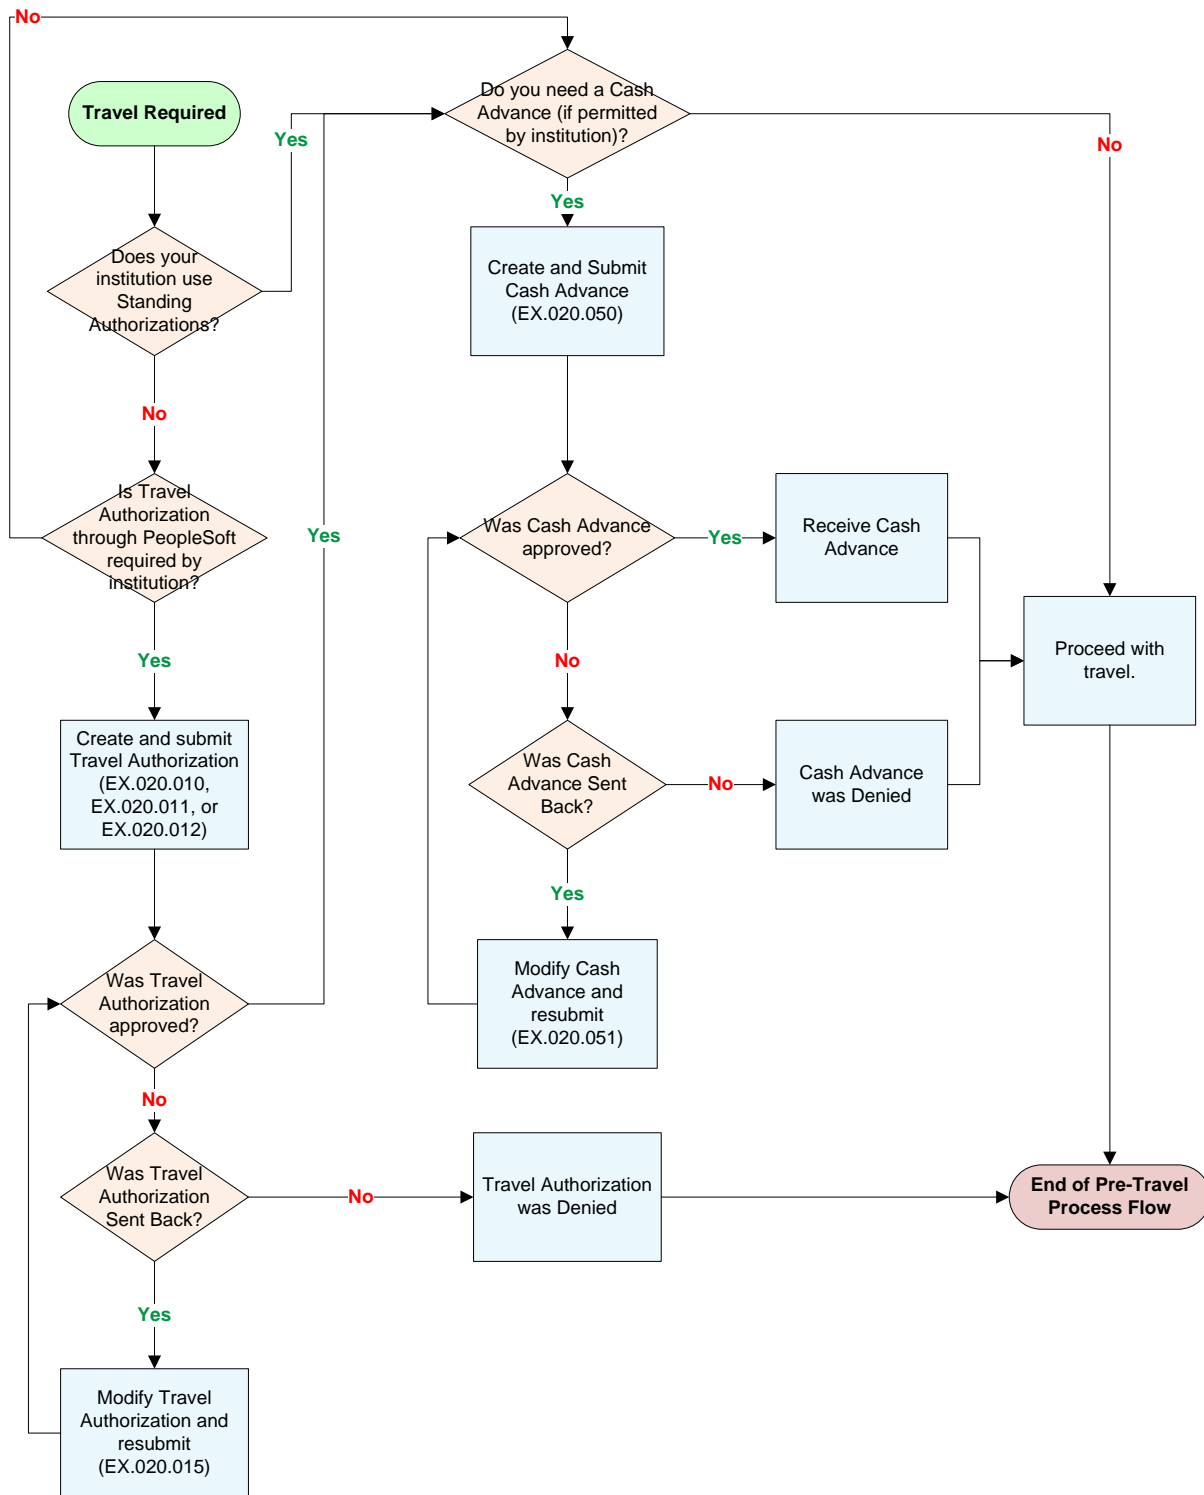 No
Travel Required
Do you need a Cash
Advance (if permitted
by institution)?
Yes
No
Yes
Does your
institution use
Standing
Authorizations?
Create and Submit
Cash Advance
(EX.020.050)
No
Is Travel
Authorization
through PeopleSoft
required by
institution?
Yes
Was Cash Advance
approved?
Yes
Receive Cash
Advance
Yes
No
Proceed with
travel.
Create and submit
Travel Authorization
(EX.020.010,
EX.020.011, or
EX.020.012)
Was Cash
Advance Sent
Back?
No
Cash Advance
was Denied
Yes
Was Travel
Authorization
approved?
Modify Cash
Advance and
resubmit
(EX.020.051)
No
Was Travel
Authorization
Sent Back?
No
Travel Authorization
was Denied
End of Pre-Travel
Process Flow
Yes
Modify Travel
Authorization and
resubmit
(EX.020.015)